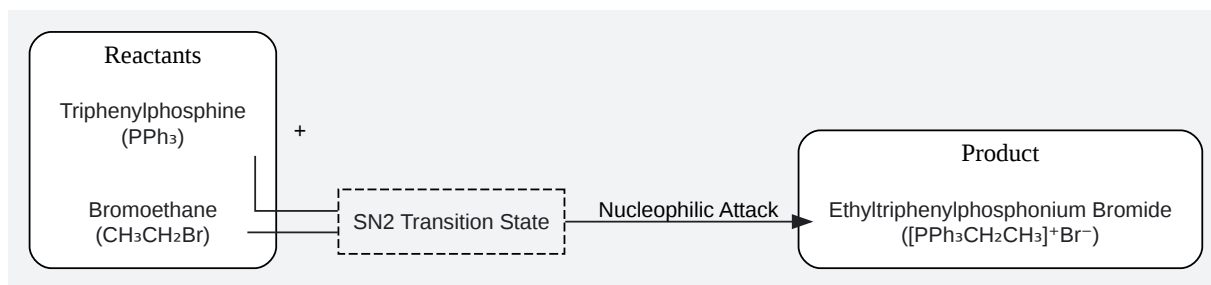 Reactants
Triphenylphosphine
(PPh₃)
+
Bromoethane
(CH₃CH₂Br)
SN2 Transition State
Nucleophilic Attack
Product
Ethyltriphenylphosphonium Bromide
([PPh₃CH₂CH₃]⁺Br⁻)